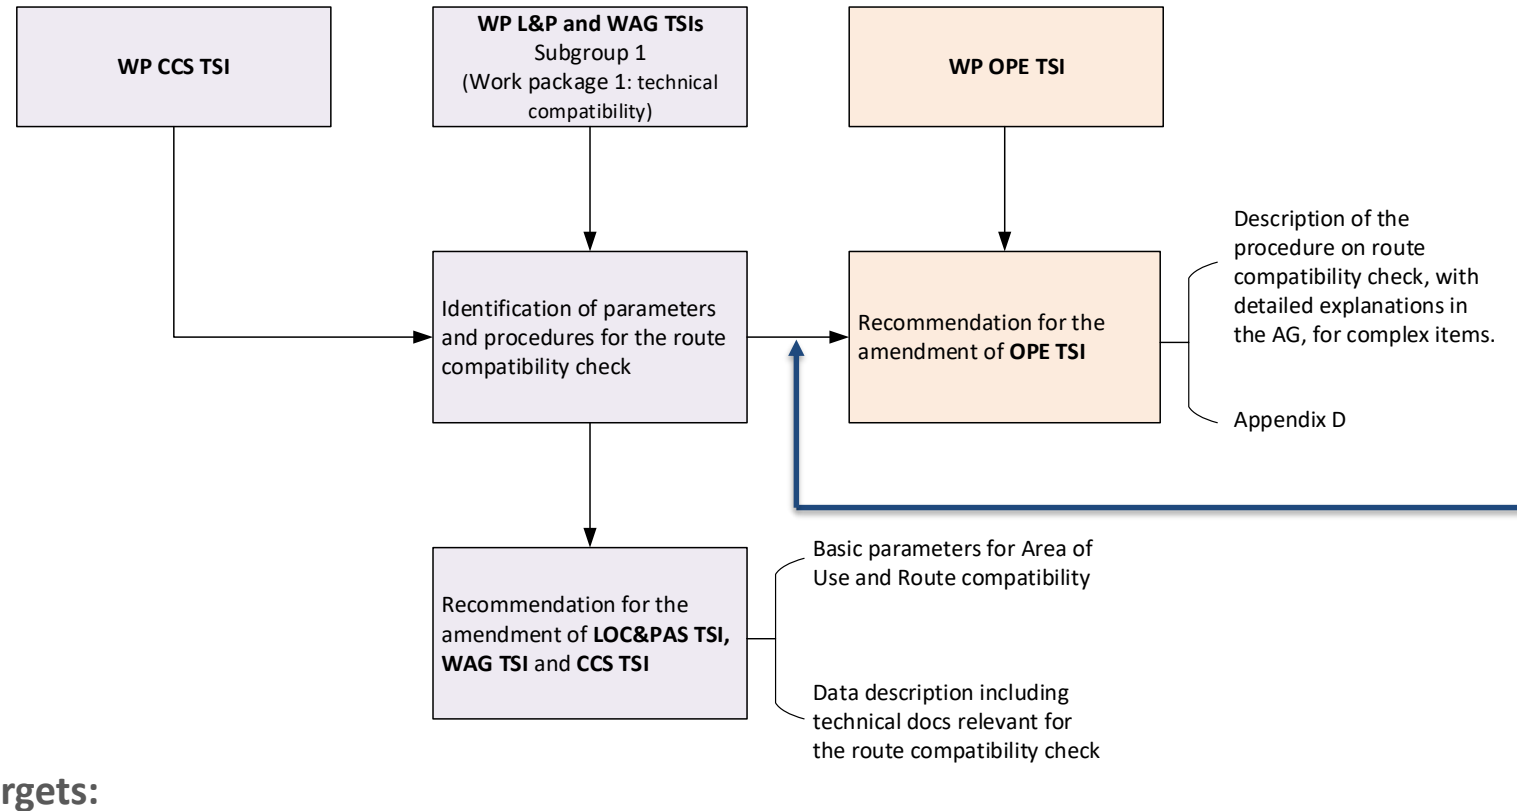 WP CCS TSI
WP L&P and WAG TSIs
Subgroup 1
(Work package 1: technical
compatibility)
WP OPE TSI
Identification of parameters
and procedures for the route
compatibility check
Recommendation for the
amendment of OPE TSI
Description of the
procedure on route
compatibility check, with
detailed explanations in
the AG, for complex items.
Appendix D
Recommendation for the
amendment of LOC&PAS TSI,
WAG TSI and CCS TSI
Basic parameters for Area of
Use and Route compatibility
Data description including
technical docs relevant for
the route compatibility check
rgets: